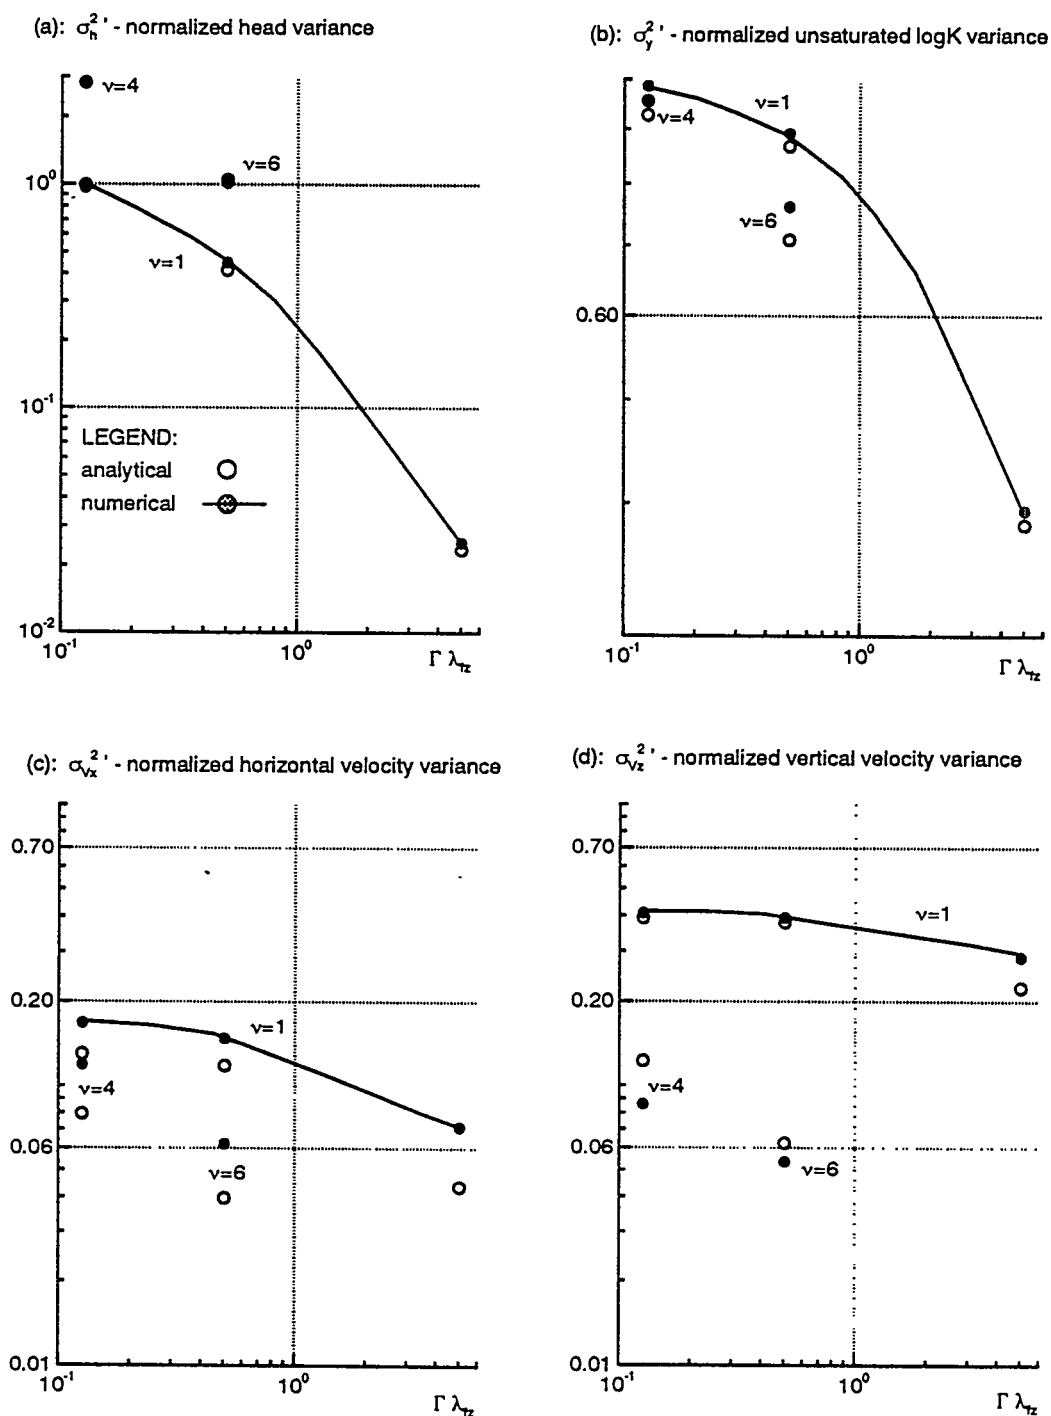 (a): σh2' - normalized head variance
ν=4
ν=6
10^0
ν=1
10^-1
LEGEND:
analytical
numerical
10^-2
10^-1
10^0
Γ λfz
(b): σy2' - normalized unsaturated logK variance
ν=1
ν=4
ν=6
0.60
10^-1
10^0
Γ λfz
(c): σVx2' - normalized horizontal velocity variance
0.70
0.20
ν=1
ν=4
0.06
ν=6
0.01
10^-1
10^0
Γ λfz
(d): σVz2' - normalized vertical velocity variance
0.70
ν=1
0.20
ν=4
0.06
ν=6
0.01
10^-1
10^0
Γ λfz